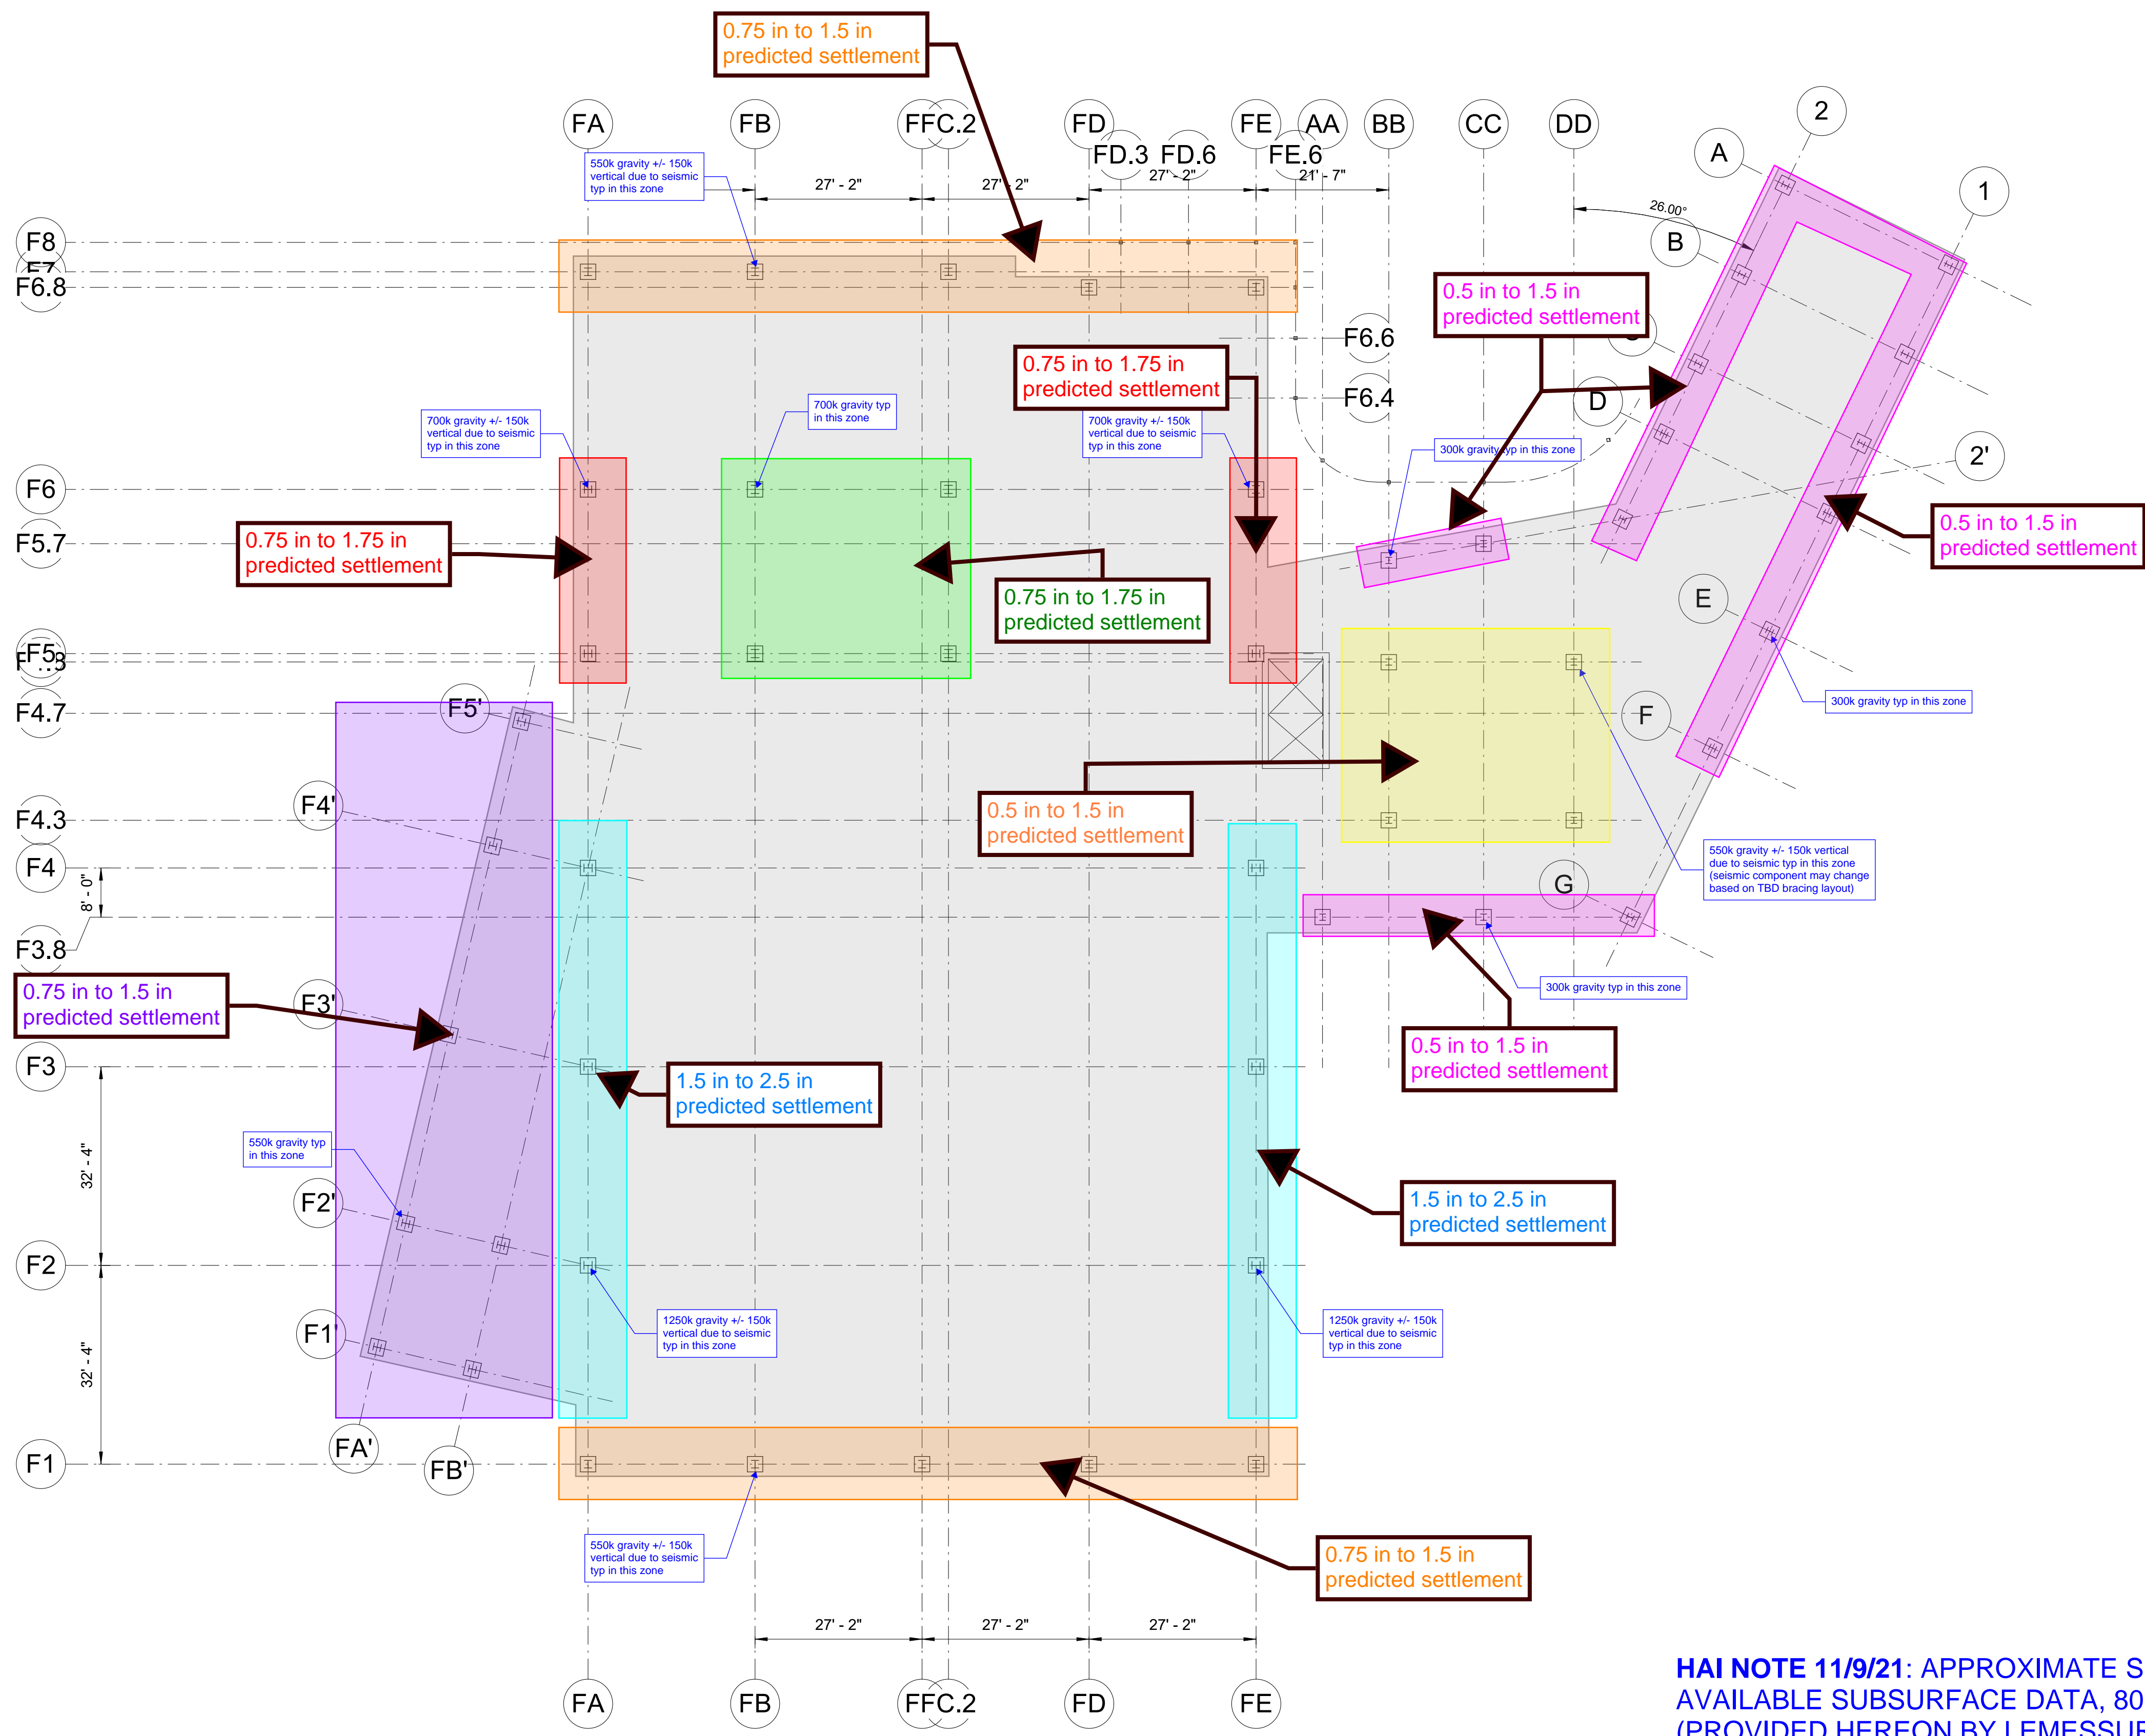 0.75 in to 1.5 in
predicted settlement
FA
FB
FFC.2
FD
FE
AA
BB
CC
DD
FD.3
FD.6
FE.6
2
A
1
B
26.00°
550k gravity +/- 150k
vertical due to seismic
typ in this zone
27' - 2"
27' - 2"
27' - 2"
21' - 7"
F8
F7
F6.8
0.5 in to 1.5 in
predicted settlement
F6.6
F6.4
0.75 in to 1.75 in
predicted settlement
D
700k gravity +/- 150k
vertical due to seismic
typ in this zone
700k gravity typ
in this zone
700k gravity +/- 150k
vertical due to seismic
typ in this zone
300k gravity typ in this zone
2'
F6
F5.7
0.75 in to 1.75 in
predicted settlement
0.5 in to 1.5 in
predicted settlement
0.75 in to 1.75 in
predicted settlement
E
F5
F4.7
F5'
F
300k gravity typ in this zone
F4'
F4.3
F4
0.5 in to 1.5 in
predicted settlement
550k gravity +/- 150k vertical
due to seismic typ in this zone
(seismic component may change
based on TBD bracing layout)
8' - 0"
G
F3.8
0.75 in to 1.5 in
predicted settlement
F3'
300k gravity typ in this zone
F3
0.5 in to 1.5 in
predicted settlement
1.5 in to 2.5 in
predicted settlement
32' - 4"
550k gravity typ
in this zone
F2'
1.5 in to 2.5 in
predicted settlement
F2
F1'
1250k gravity +/- 150k
vertical due to seismic
typ in this zone
1250k gravity +/- 150k
vertical due to seismic
typ in this zone
32' - 4"
FA'
FB'
F1
550k gravity +/- 150k
vertical due to seismic
typ in this zone
0.75 in to 1.5 in
predicted settlement
27' - 2"
27' - 2"
27' - 2"
FA
FB
FFC.2
FD
FE
HAI NOTE 11/9/21: APPROXIMATE S
AVAILABLE SUBSURFACE DATA, 80
(PROVIDED HEREON BY LEMESSUR